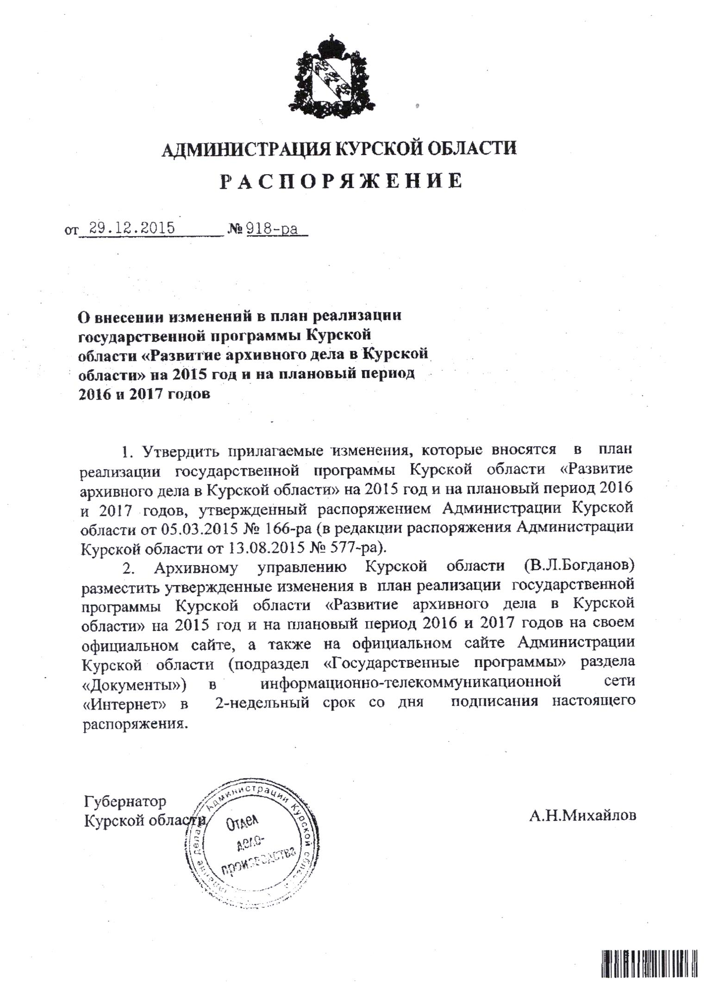 АДМИНИСТРАЦИЯ КУРСКОЙ ОБЛАСТИ
РАСПОРЯЖЕНИЕ
от 29.12.2015 № 918-ра
О внесении изменений в план реализации
государственной программы Курской
области «Развитие архивного дела в Курской
области» на 2015 год и на плановый период
2016 и 2017 годов
1. Утвердить прилагаемые изменения, которые вносятся в план
реализации государственной программы Курской области «Развитие
архивного дела в Курской области» на 2015 год и на плановый период 2016
и 2017 годов, утвержденный распоряжением Администрации Курской
области от 05.03.2015 № 166-ра (в редакции распоряжения Администрации
Курской области от 13.08.2015 № 577-ра).
2. Архивному управлению Курской области (В.Л.Богданов)
разместить утвержденные изменения в план реализации государственной
программы Курской области «Развитие архивного дела в Курской
области» на 2015 год и на плановый период 2016 и 2017 годов на своем
официальном сайте, а также на официальном сайте Администрации
Курской области (подраздел «Государственные программы» раздела
«Документы») в информационно-телекоммуникационной сети
«Интернет» в 2-недельный срок со дня подписания настоящего
распоряжения.
Губернатор
Курской области
А.Н.Михайлов
Администрации Курской
Отдел
дело-
производства